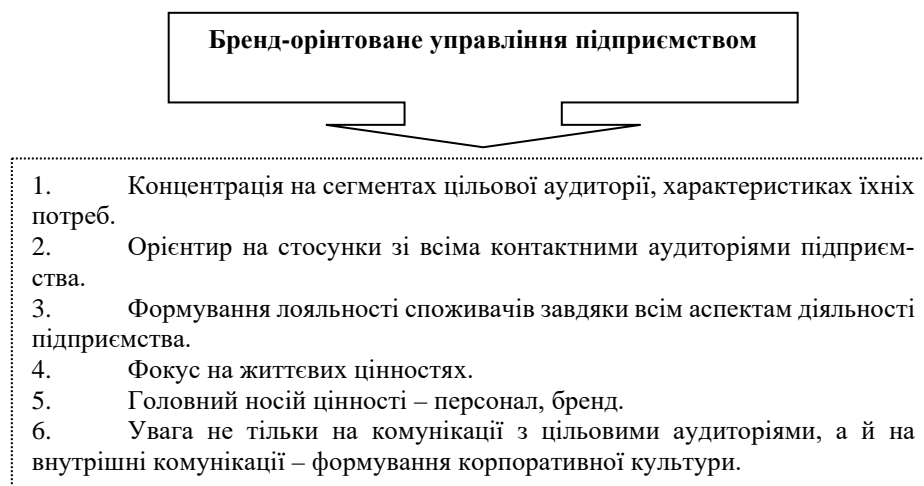 Бренд-орінтоване управління підприємством
1. Концентрація на сегментах цільової аудиторії, характеристиках їхніх
потреб.
2. Орієнтир на стосунки зі всіма контактними аудиторіями підприєм-
ства.
3. Формування лояльності споживачів завдяки всім аспектам діяльності
підприємства.
4. Фокус на життєвих цінностях.
5. Головний носій цінності – персонал, бренд.
6. Увага не тільки на комунікації з цільовими аудиторіями, а й на
внутрішні комунікації – формування корпоративної культури.